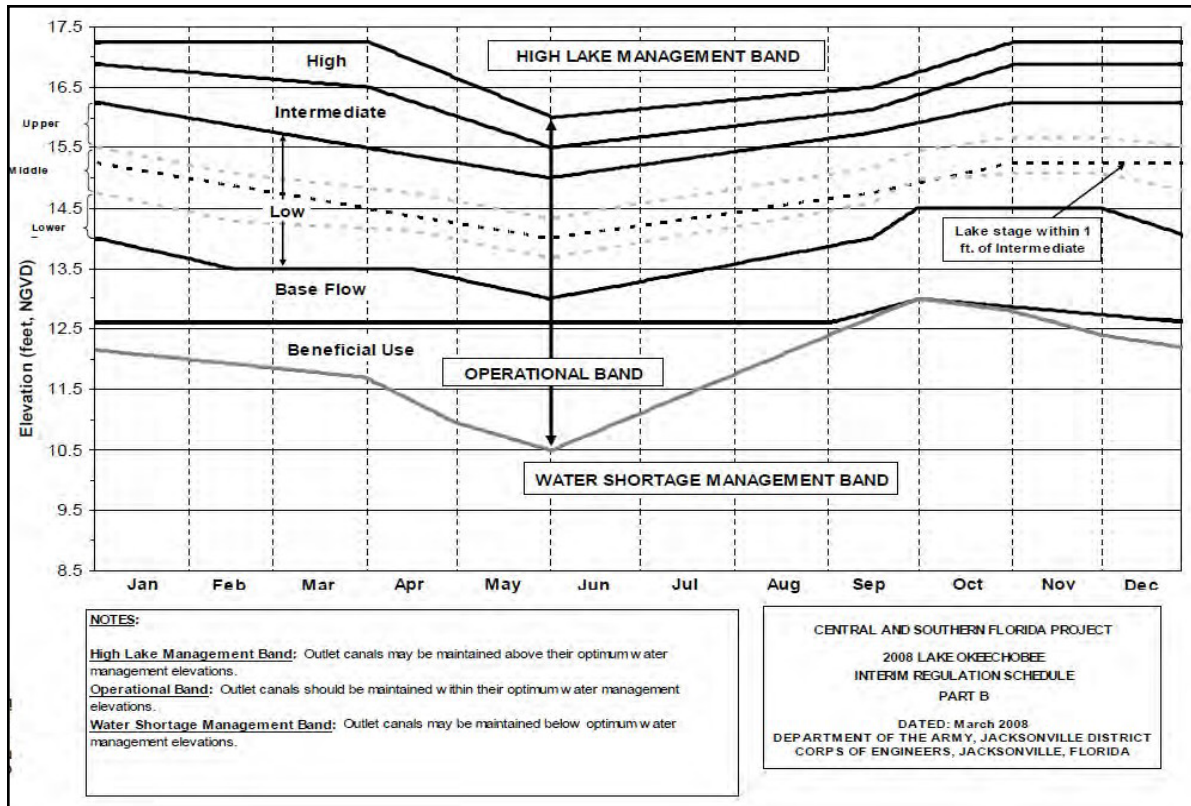 17.5
16.5
15.5
14.5
13.5
12.5
11.5
10.5
9.5
8.5
Elevation (feet, NGVD)
Upper
Middle
Lower
High
HIGH LAKE MANAGEMENT BAND
Intermediate
Low
Lake stage within 1
ft. of Intermediate
Base Flow
Beneficial Use
OPERATIONAL BAND
WATER SHORTAGE MANAGEMENT BAND
Jan Feb Mar Apr May Jun Jul Aug Sep Oct Nov Dec
NOTES:
High Lake Management Band: Outlet canals may be maintained above their optimum water
management elevations.
Operational Band: Outlet canals should be maintained within their optimum water management
elevations.
Water Shortage Management Band: Outlet canals may be maintained below optimum water
management elevations.
CENTRAL AND SOUTHERN FLORIDA PROJECT
2008 LAKE OKEECHOBEE
INTERIM REGULATION SCHEDULE
PART B
DATED: March 2008
DEPARTMENT OF THE ARMY, JACKSONVILLE DISTRICT
CORPS OF ENGINEERS, JACKSONVILLE, FLORIDA